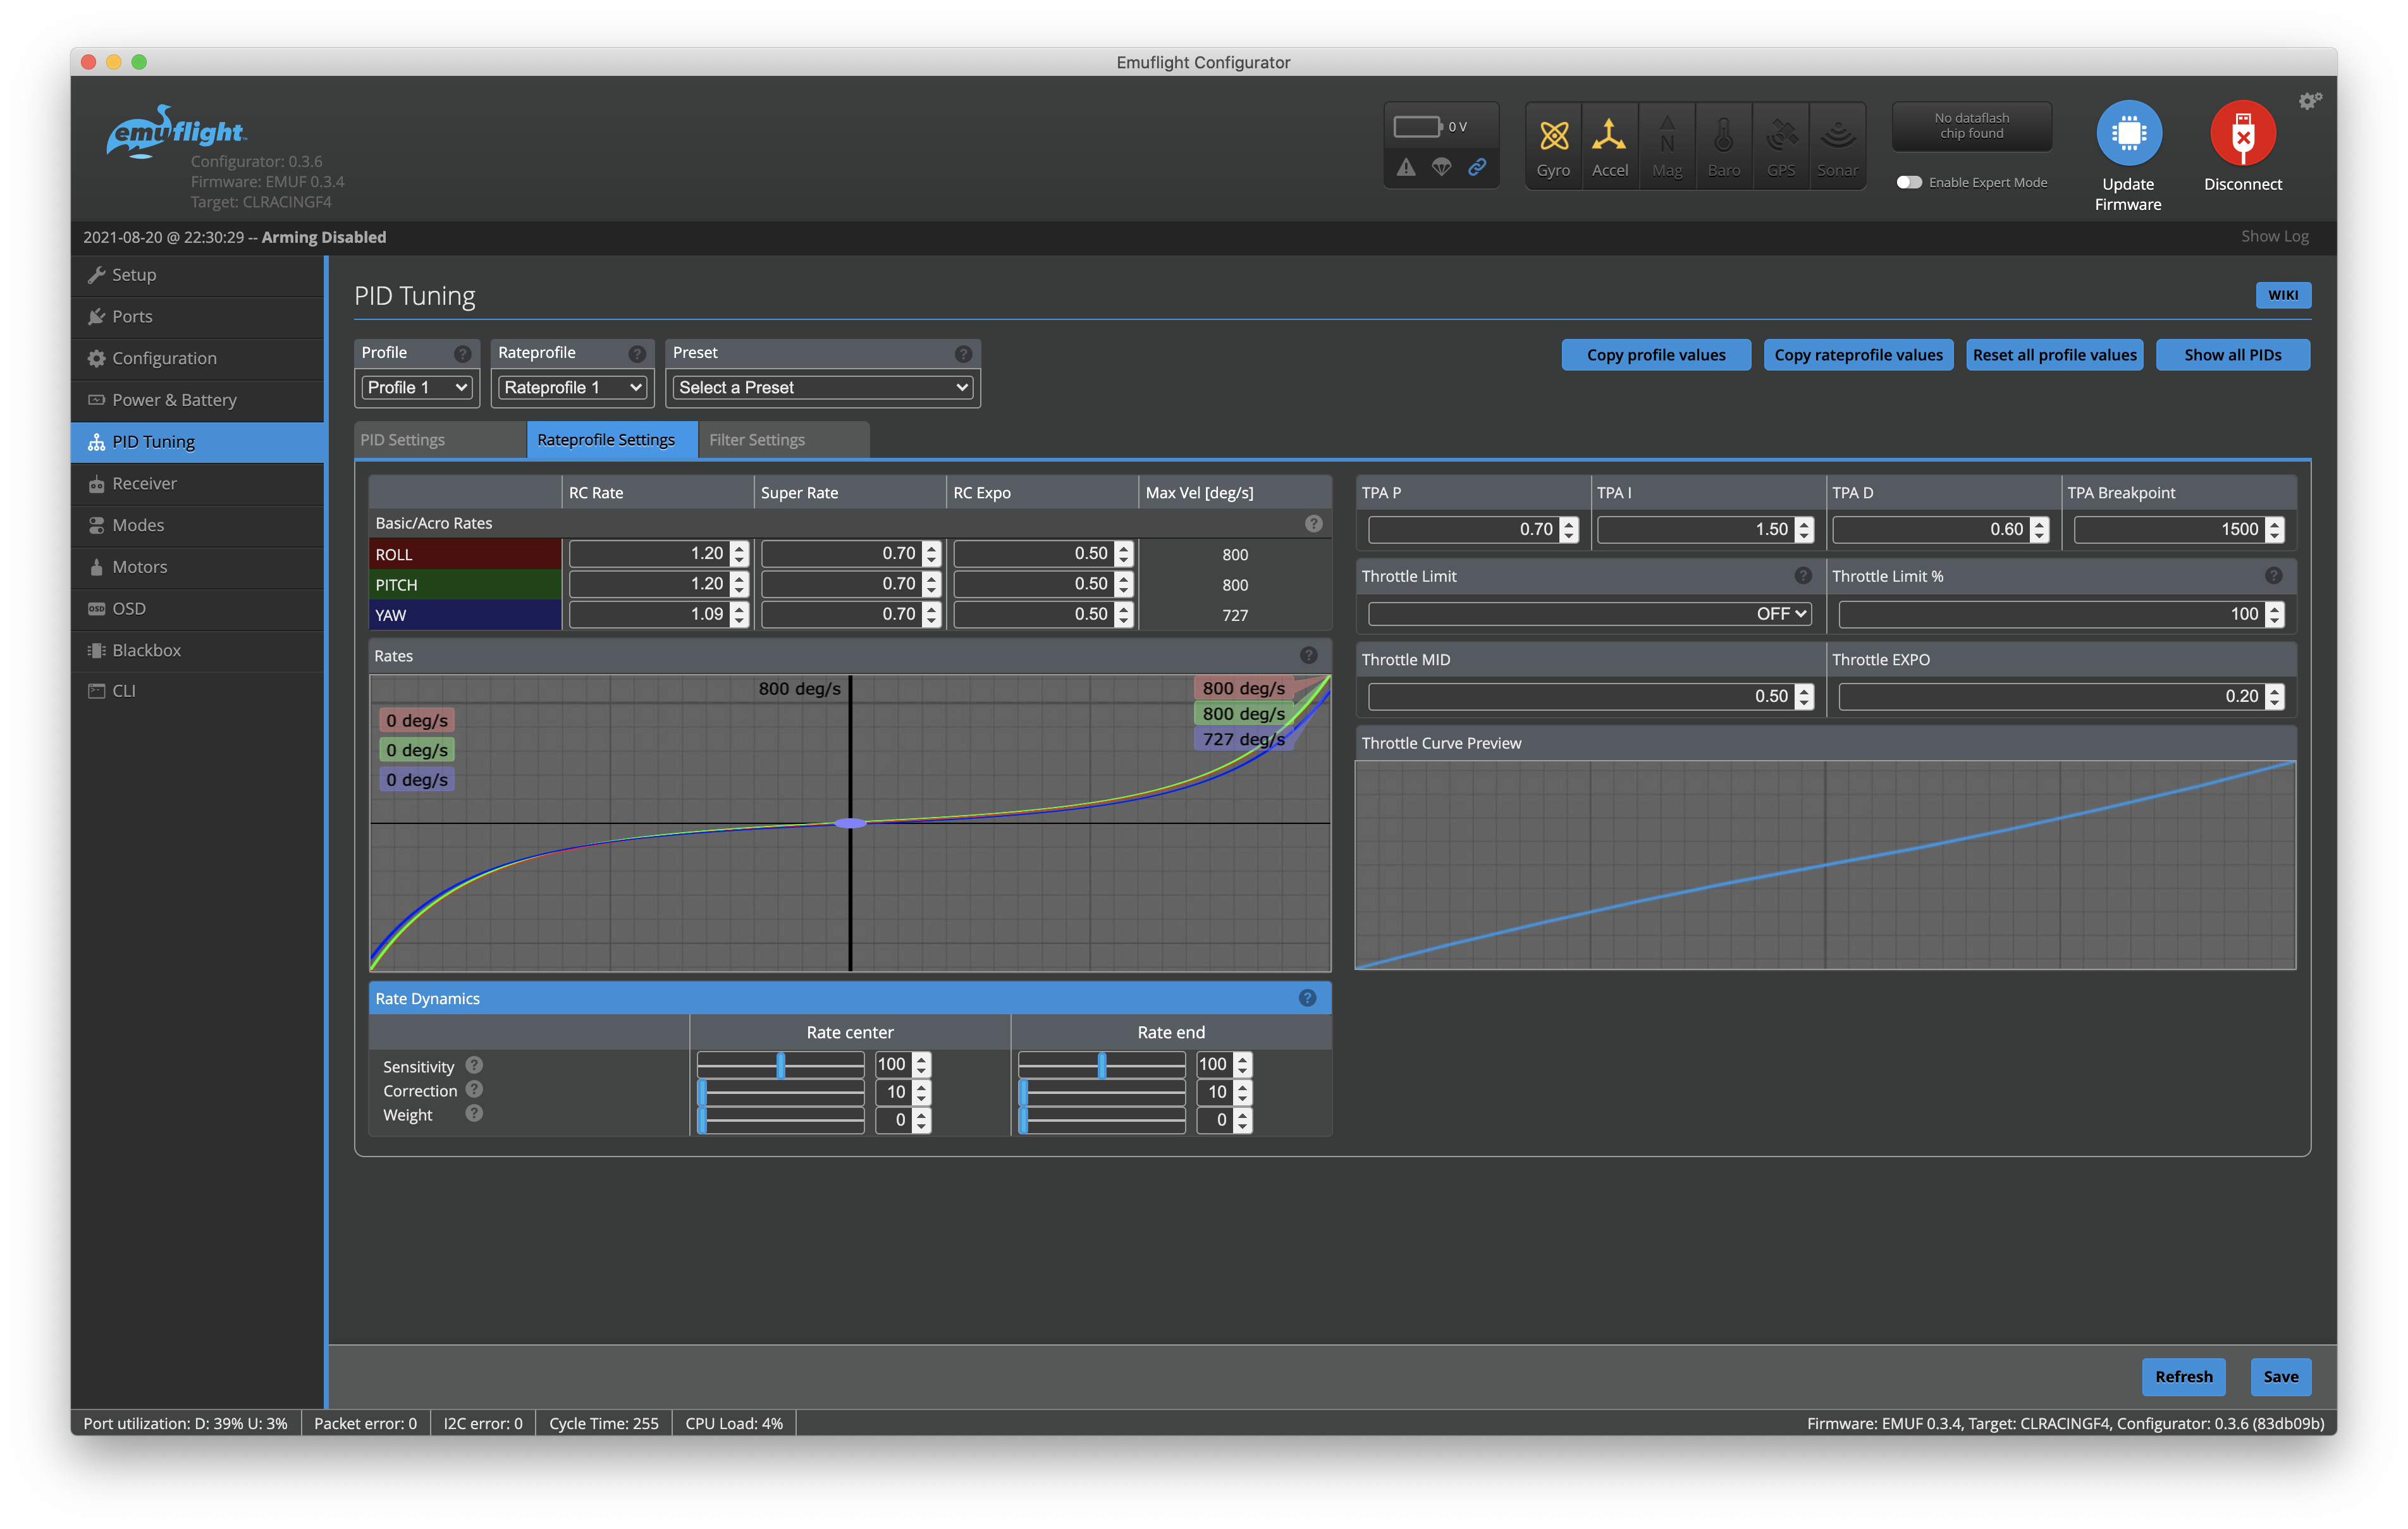 Emuflight Configurator
emuflight
Configurator: 0.3.6
Firmware: EMUF 0.3.4
Target: CLRACINGF4
0 V
Gyro Accel Mag Baro GPS Sonar
No dataflash
chip found
Enable Expert Mode
Update
Firmware
Disconnect
2021-08-20 @ 22:30:29 -- Arming Disabled
Show Log
Setup
Ports
Configuration
Power & Battery
PID Tuning
Receiver
Modes
Motors
OSD OSD
Blackbox
CLI
PID Tuning
WIKI
Profile ?
Profile 1
Rateprofile ?
Rateprofile 1
Preset ?
Select a Preset
Copy profile values
Copy rateprofile values
Reset all profile values
Show all PIDs
PID Settings Rateprofile Settings Filter Settings
RC Rate Super Rate RC Expo Max Vel [deg/s]
Basic/Acro Rates ?
ROLL 1.20 0.70 0.50 800
PITCH 1.20 0.70 0.50 800
YAW 1.09 0.70 0.50 727
Rates ?
800 deg/s
0 deg/s
0 deg/s
0 deg/s
800 deg/s
800 deg/s
727 deg/s
Rate Dynamics ?
Rate center Rate end
Sensitivity ? 100 100
Correction ? 10 10
Weight ? 0 0
TPA P TPA I TPA D TPA Breakpoint
0.70 1.50 0.60 1500
Throttle Limit ? Throttle Limit % ?
OFF 100
Throttle MID Throttle EXPO
0.50 0.20
Throttle Curve Preview
Refresh Save
Port utilization: D: 39% U: 3% Packet error: 0 I2C error: 0 Cycle Time: 255 CPU Load: 4% Firmware: EMUF 0.3.4, Target: CLRACINGF4, Configurator: 0.3.6 (83db09b)